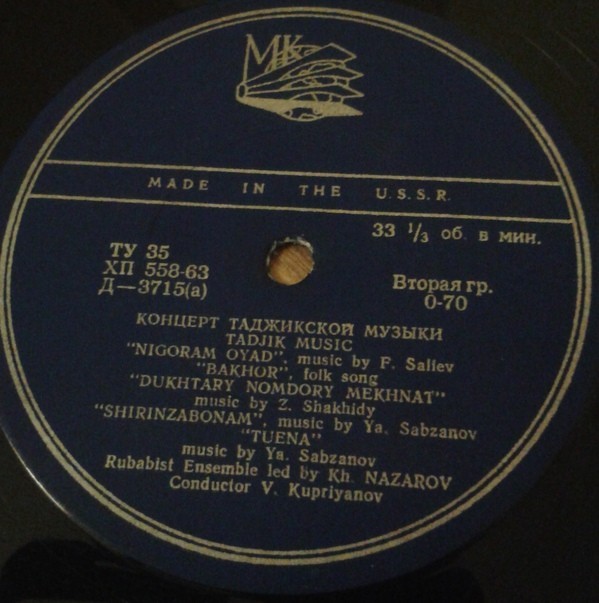 МК
MADE IN THE U.S.S.R.
33 ⅓ об. в мин.
ТУ 35
ХП 558-63
Д—3715(а)
Вторая гр.
0-70
КОНЦЕРТ ТАДЖИКСКОЙ МУЗЫКИ
TADJIK MUSIC
"NIGORAM OYAD", music by F. Saliev
"BAKHOR", folk song
"DUKHTARY NOMDORY MEKHNAT"
music by Z. Shakhidy
"SHIRINZABONAM", music by Ya. Sabzanov
"TUENA"
music by Ya. Sabzanov
Rubabist Ensemble led by Kh. NAZAROV
Conductor V. Kupriyanov